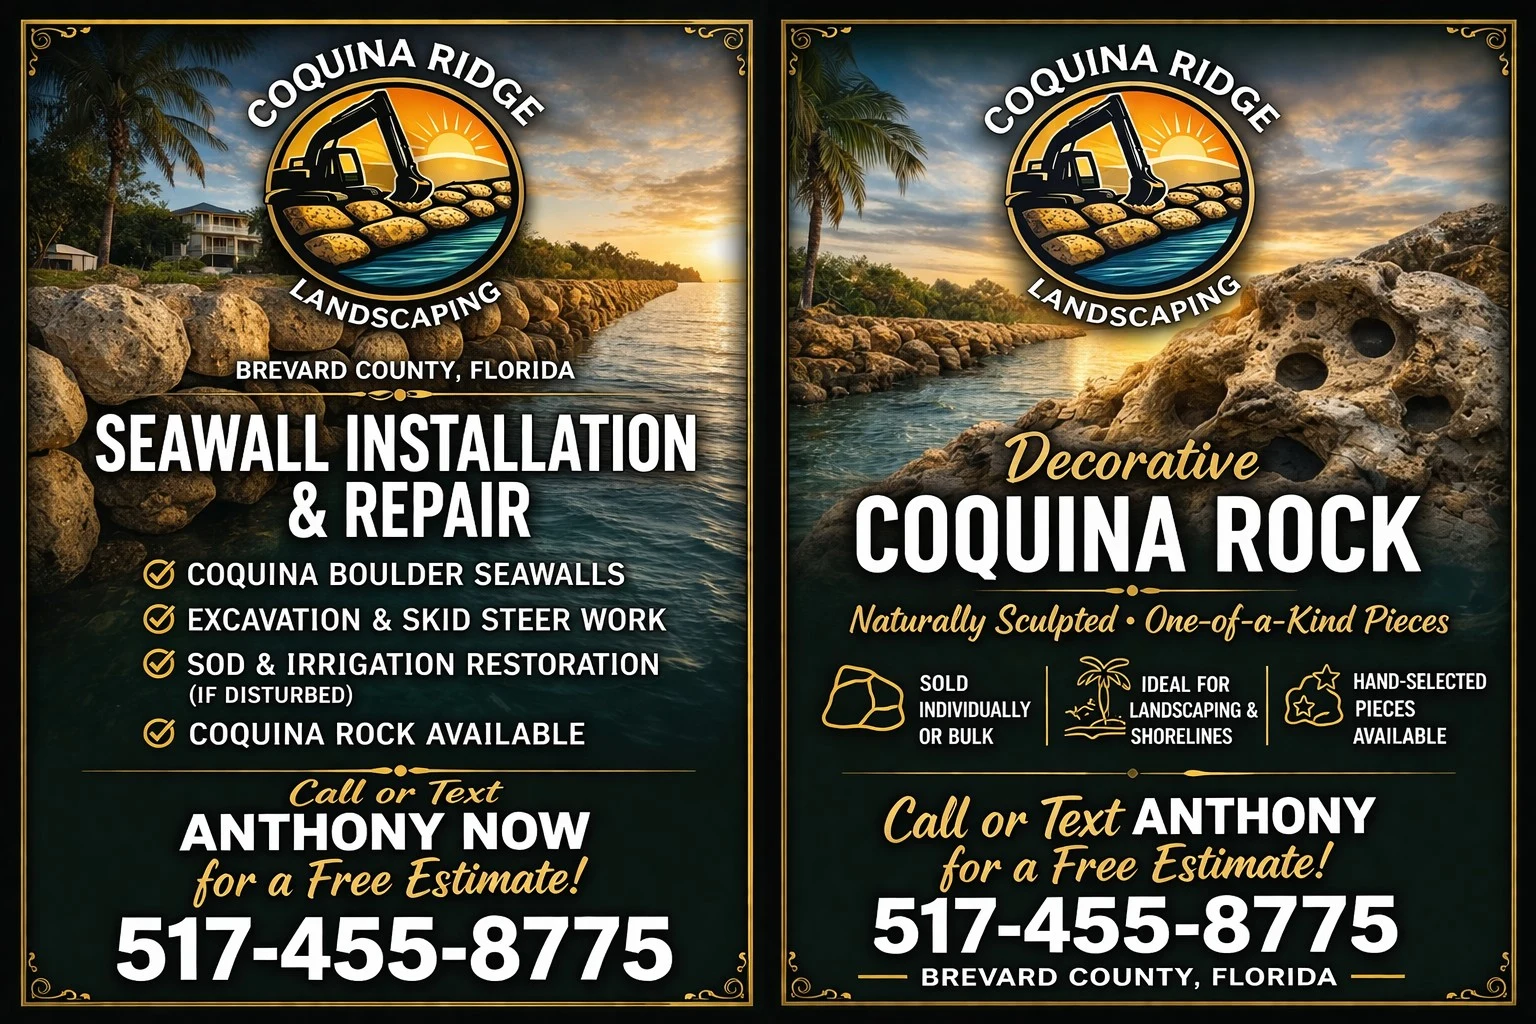 COQUINA RIDGE
LANDSCAPING
BREVARD COUNTY, FLORIDA
SEAWALL INSTALLATION
& REPAIR
COQUINA BOULDER SEAWALLS
EXCAVATION & SKID STEER WORK
SOD & IRRIGATION RESTORATION
(IF DISTURBED)
COQUINA ROCK AVAILABLE
Call or Text
ANTHONY NOW
for a Free Estimate!
517-455-8775
COQUINA RIDGE
LANDSCAPING
Decorative
COQUINA ROCK
Naturally Sculpted • One-of-a-Kind Pieces
SOLD
INDIVIDUALLY
OR BULK
IDEAL FOR
LANDSCAPING &
SHORELINES
HAND-SELECTED
PIECES
AVAILABLE
Call or Text ANTHONY
for a Free Estimate!
517-455-8775
BREVARD COUNTY, FLORIDA